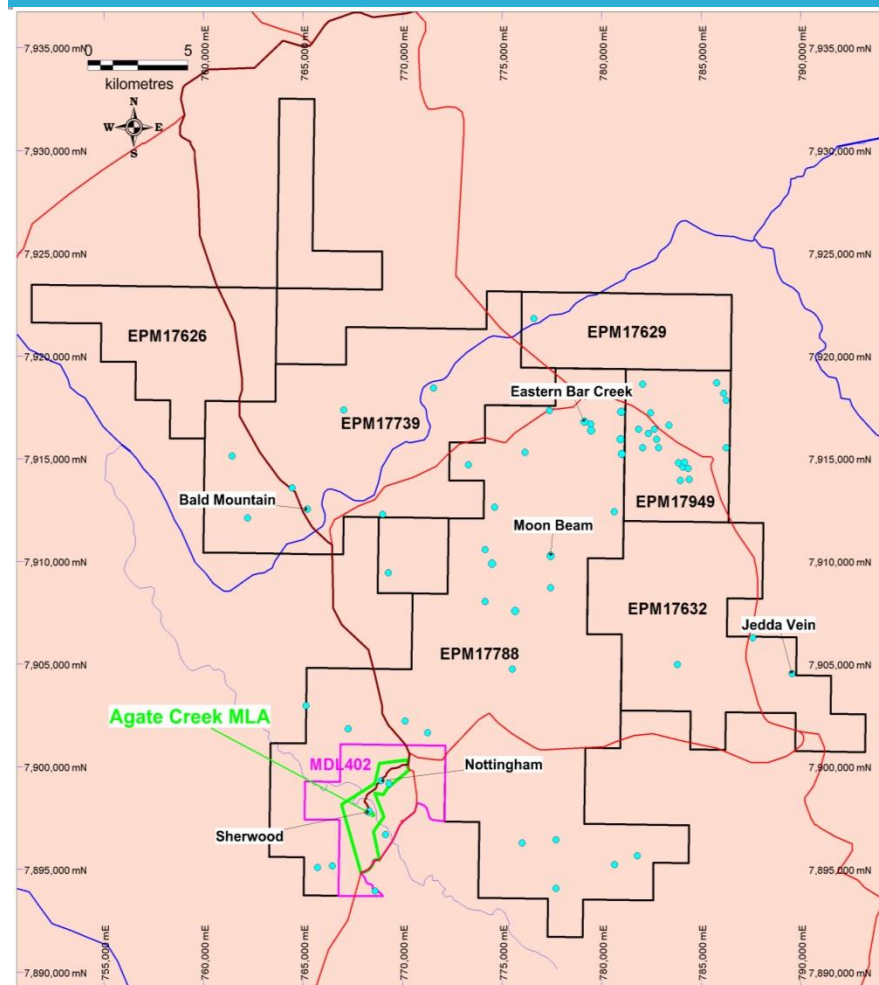 755,000 mE
760,000 mE
765,000 mE
770,000 mE
775,000 mE
780,000 mE
785,000 mE
790,000 mE
7,935,000 mN
7,935,000 mN
0 5
kilometres
N
W E
S
7,930,000 mN
7,930,000 mN
7,925,000 mN
7,925,000 mN
EPM17626
EPM17629
7,920,000 mN
7,920,000 mN
Eastern Bar Creek
EPM17739
7,915,000 mN
7,915,000 mN
Bald Mountain
EPM17949
Moon Beam
7,910,000 mN
7,910,000 mN
EPM17632
Jedda Vein
EPM17788
7,905,000 mN
7,905,000 mN
Agate Creek MLA
MDL402
Nottingham
7,900,000 mN
7,900,000 mN
Sherwood
7,895,000 mN
7,895,000 mN
7,890,000 mN
7,890,000 mN
755,000 mE
760,000 mE
765,000 mE
770,000 mE
775,000 mE
780,000 mE
785,000 mE
790,000 mE